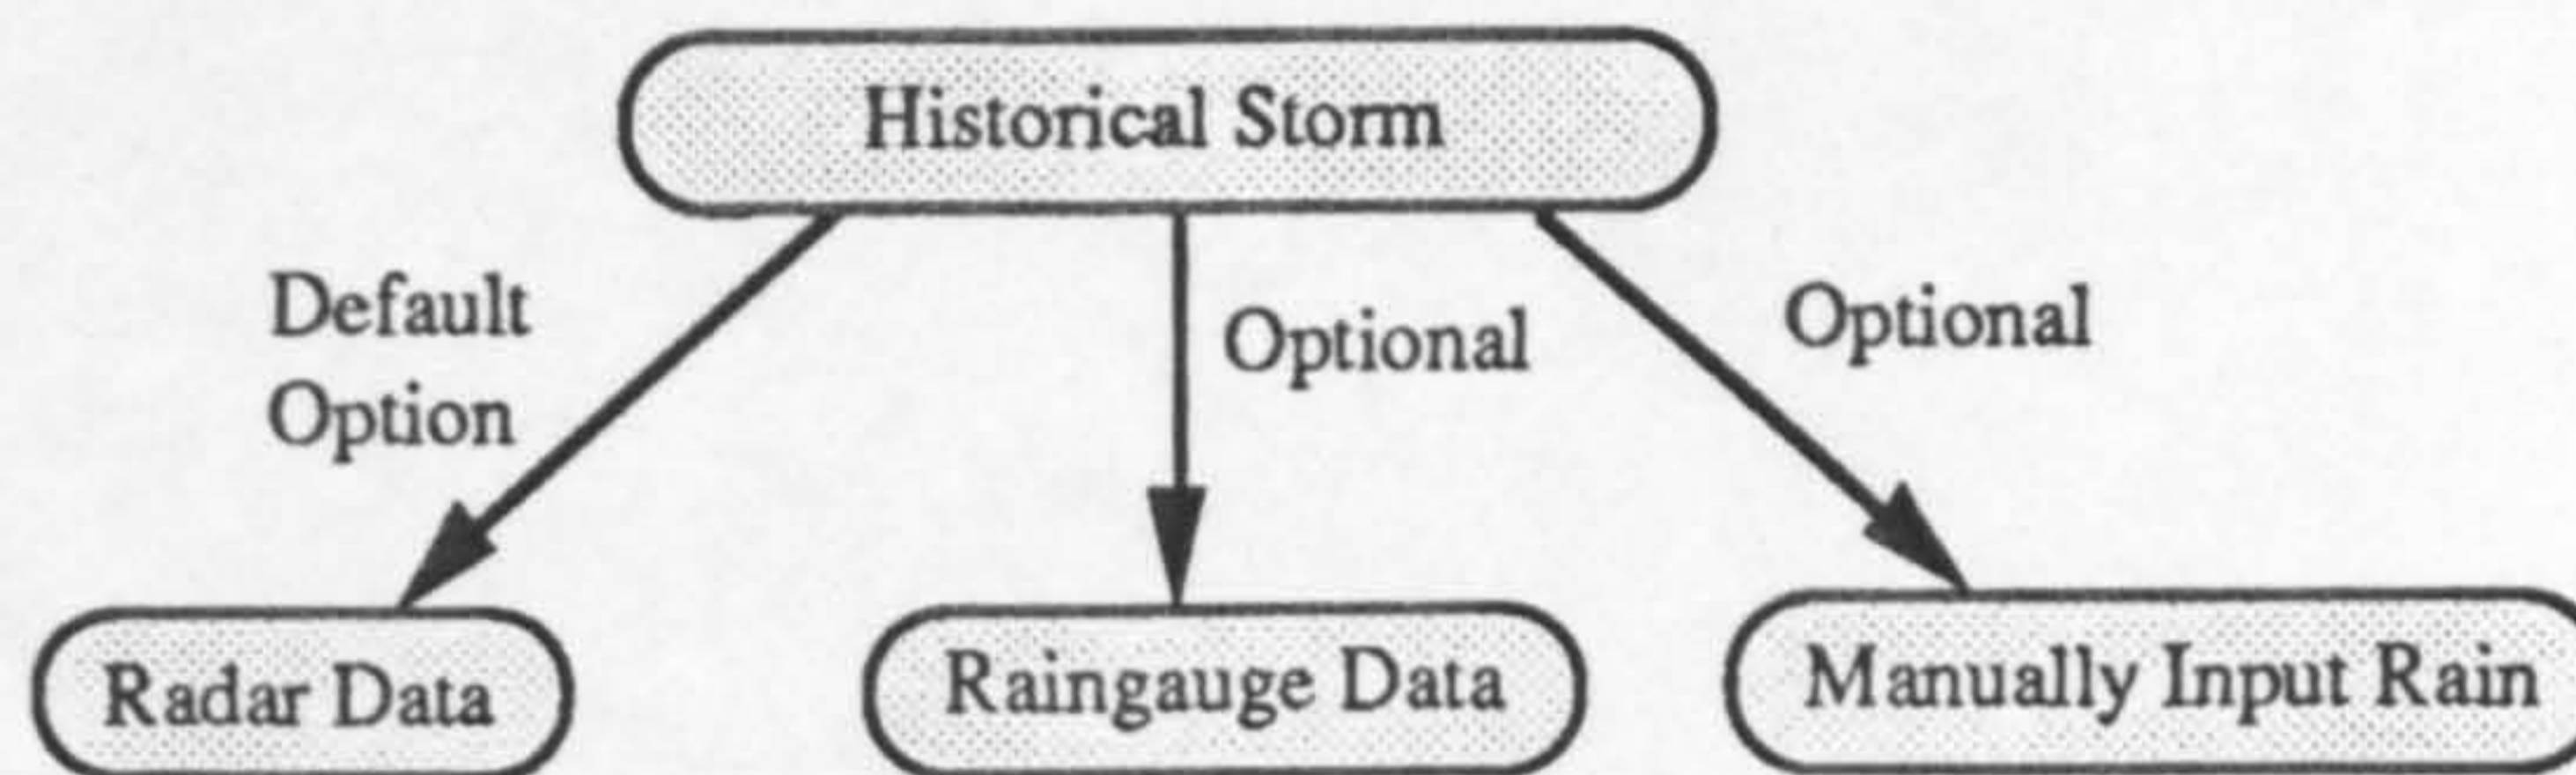 Historical Storm
Default
Option
Optional
Optional
Radar Data
Raingauge Data
Manually Input Rain